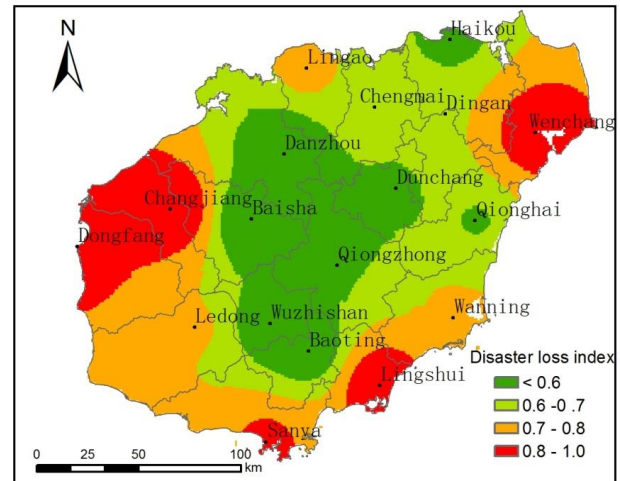 N
Haikou
Lingao
Chengmai
Dingan
Wenchang
Danzhou
Dunchang
Changjiang
Baisha
Qionghai
Dongfang
Qiongzhong
Wanning
Ledong
Wuzhishan
Baoting
Lingshui
Sanya
Disaster loss index
< 0.6
0.6 -0 .7
0.7 - 0.8
0.8 - 1.0
0 25 50 100
km